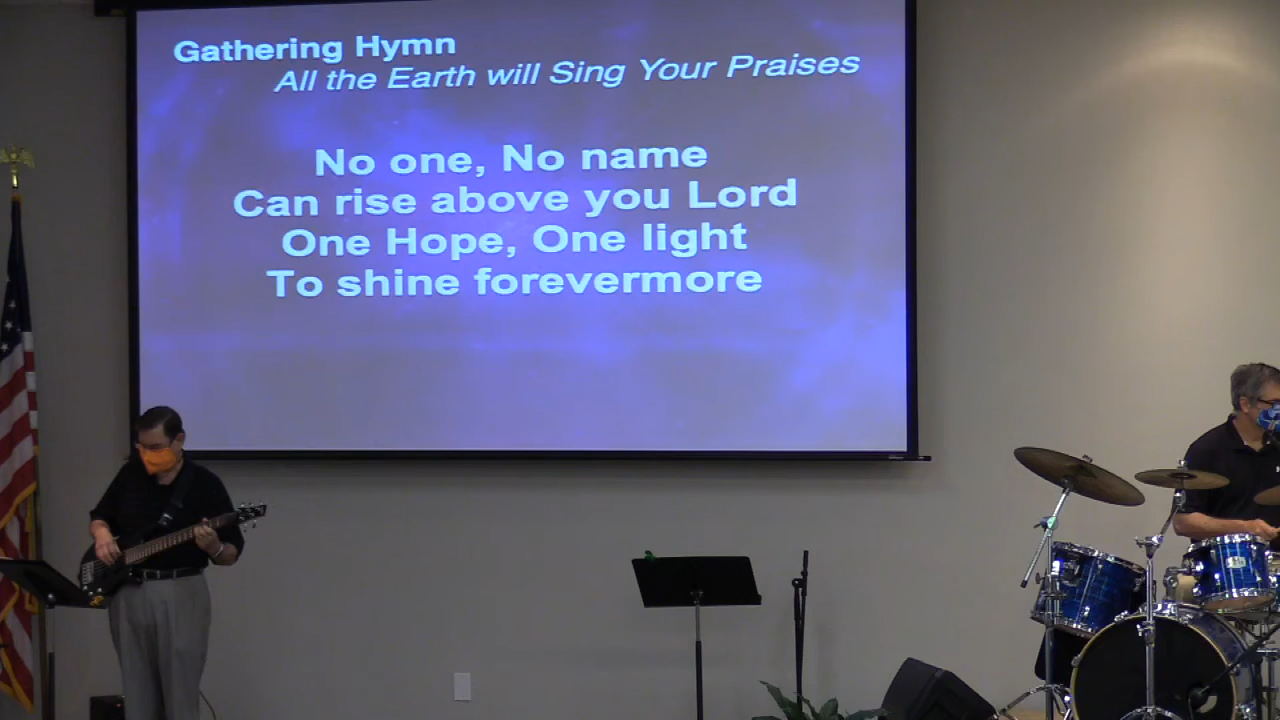 Gathering Hymn
All the Earth will Sing Your Praises
No one, No name
Can rise above you Lord
One Hope, One light
To shine forevermore